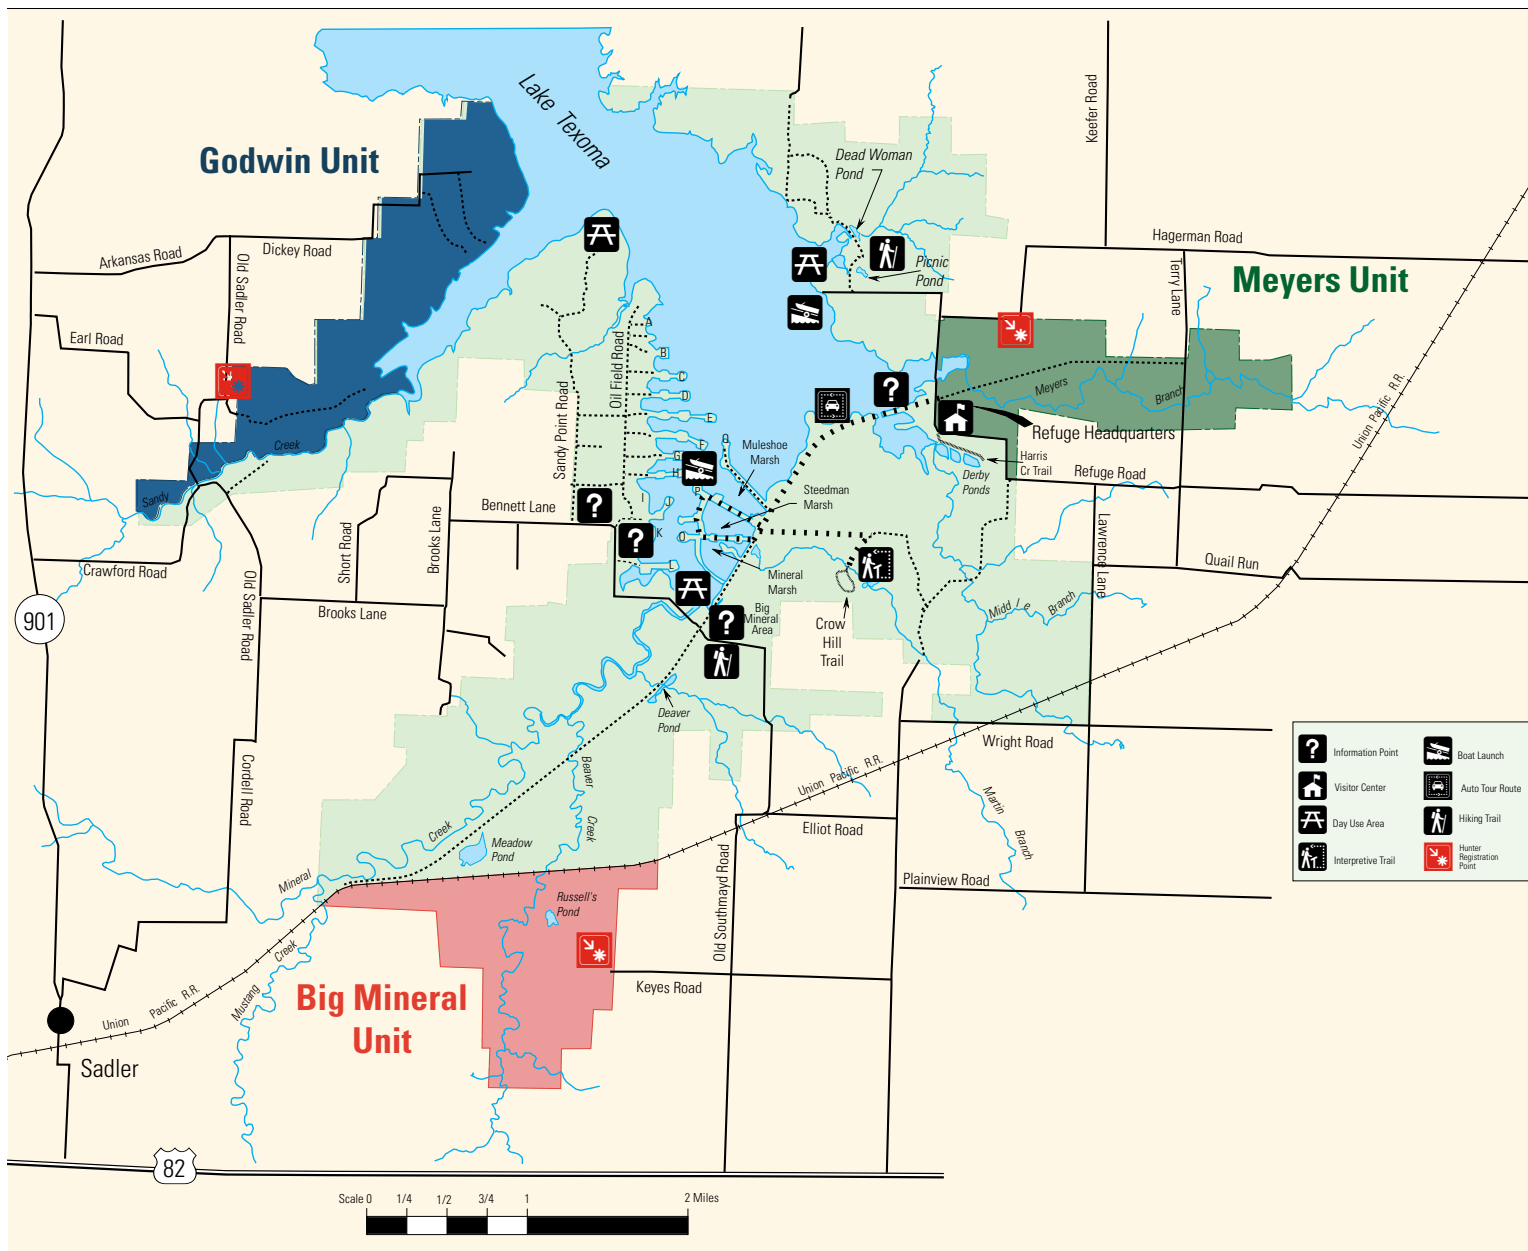 Lake Texoma
Godwin Unit
Keefer Road
Dead Woman
Pond
Hagerman Road
Arkansas Road
Dickey Road
Old Sadler Road
Terry Lane
Picnic
Pond
Meyers Unit
Earl Road
Oil Field Road
Sandy Point Road
A
B
C
D
E
F
G
H
I
J
K
L
O
P
Q
Meyers
Branch
Union Pacific R.R.
Refuge Headquarters
Harris
Cr Trail
Refuge Road
Derby
Ponds
Muleshoe
Marsh
Steedman
Marsh
Creek
Sandy
Bennett Lane
Short Road
Brooks Lane
Lawrence Lane
Quail Run
Crawford Road
Old Sadler Road
Brooks Lane
Mineral
Marsh
Big
Mineral
Area
Crow
Hill
Trail
Middle Branch
901
Deaver
Pond
Wright Road
Cordell Road
Beaver
Creek
Union Pacific R.R.
Martin
Branch
Elliot Road
Meadow
Pond
Creek
Mineral
Old Southmayd Road
Plainview Road
Russell's
Pond
Creek
Mustang
Keyes Road
Big Mineral
Unit
Union Pacific R.R.
Sadler
82
Information Point
Boat Launch
Visitor Center
Auto Tour Route
Day Use Area
Hiking Trail
Interpretive Trail
Hunter
Registration
Point
Scale 0 1/4 1/2 3/4 1 2 Miles